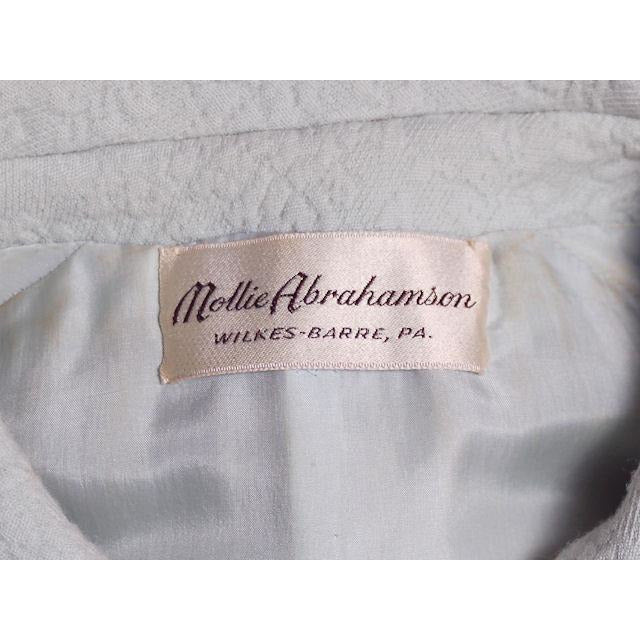 Mollie Abrahamson
WILKES-BARRE, PA.